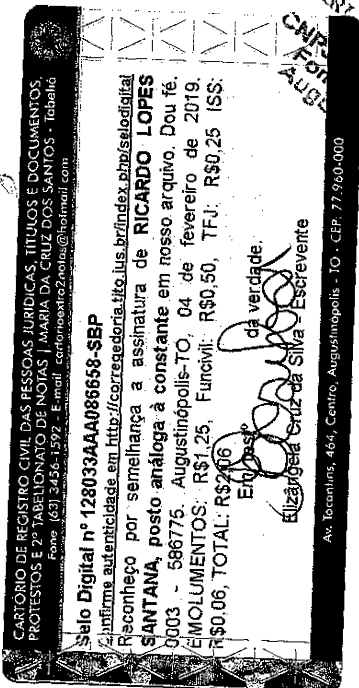 CARTÓRIO DE REGISTRO CIVIL DAS PESSOAS JURÍDICAS, TÍTULOS E DOCUMENTOS,
PROTESTOS E 2º TABELIONATO DE NOTAS | MARIA DA CRUZ DOS SANTOS - Tabeliã
Fone (63) 3456-1592 - E-mail cartorioextra2notas@hotmail.com
Selo Digital nº 128033AAA086658-SBP
Confirme autenticidade em http://corregedoria.tjto.jus.br/index.php/selodigital
Reconheço por semelhança a assinatura de RICARDO LOPES
SANTANA, posto análoga à constante em nosso arquivo. Dou fé.
0003 - 586775. Augustinópolis-TO, 04 de fevereiro de 2019.
EMOLUMENTOS: R$1,25, Funcivil: R$0,50, TFJ: R$0,25 ISS:
R$0,06, TOTAL: R$2,06
da verdade.
Elizângela Cruz da Silva - Escrevente
Av. Tocantins, 464, Centro, Augustinópolis - TO - CEP: 77.960-000
CNPJ